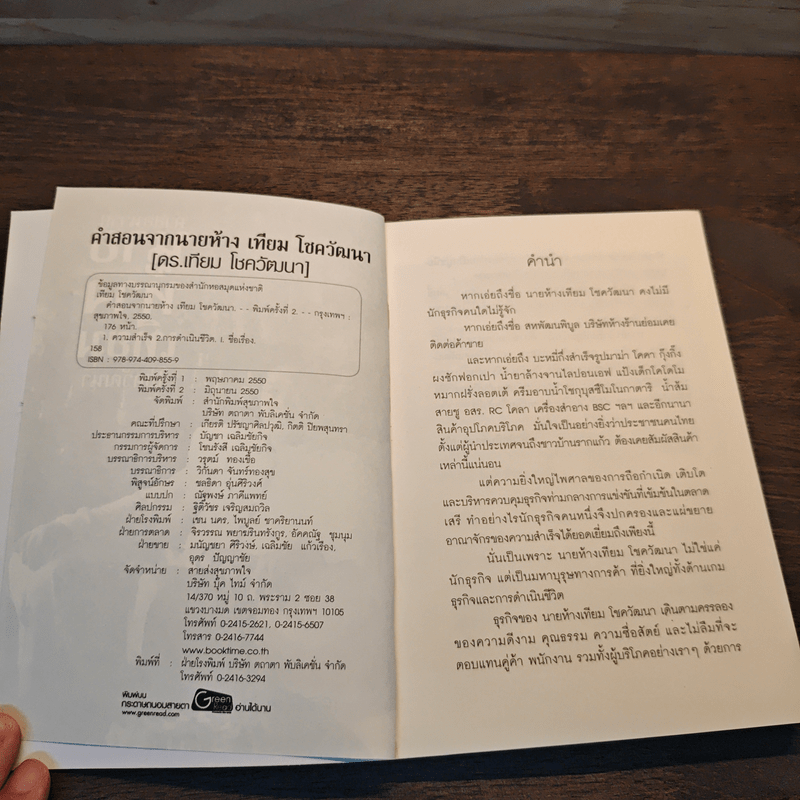 คำสอนจากนายห้าง เทียม โชควัฒนา
[ดร.เทียม โชควัฒนา]
ข้อมูลทางบรรณานุกรมของสำนักหอสมุดแห่งชาติ
เทียม โชควัฒนา
คำสอนจากนายห้าง เทียม โชควัฒนา. - - พิมพ์ครั้งที่ 2. - - กรุงเทพฯ :
สุขภาพใจ, 2550.
176 หน้า.
1. ความสำเร็จ 2.การดำเนินชีวิต. I. ชื่อเรื่อง.
158
ISBN : 978-974-409-855-9
พิมพ์ครั้งที่ 1 : พฤษภาคม 2550
พิมพ์ครั้งที่ 2 : มิถุนายน 2550
จัดพิมพ์ : สำนักพิมพ์สุขภาพใจ
บริษัท ตถาตา พับลิเคชั่น จำกัด
คณะที่ปรึกษา : เกียรติ ปรัชญาศิลปวุฒิ, กิตติ ปิยพสุนทรา
ประธานกรรมการบริหาร : บัญชา เฉลิมชัยกิจ
กรรมการผู้จัดการ : โชนรังสี เฉลิมชัยกิจ
บรรณาธิการบริหาร : วรุตม์ ทองเชื้อ
บรรณาธิการ : วิกันดา จันทร์ทองสุข
พิสูจน์อักษร : ชลธิดา อุ่นศิริวงค์
แบบปก : ณัฐพงษ์ ภาคีแพทย์
ศิลปกรรม : ฐิติ์วัชร เจริญสมถวิล
ฝ่ายโรงพิมพ์ : เชน นคร, ไพบูลย์ ชาคริยานนท์
ฝ่ายการตลาด : จิรวรรณ พยามรินทรังกูร, อัคคณัฐ ชุมนุม
ฝ่ายขาย : มนัญชยา ศิริวงษ์, เฉลิมชัย แก้วเรือง,
อุดร ปัญญาชัย
จัดจำหน่าย : สายส่งสุขภาพใจ
บริษัท บุ๊ค ไทม์ จำกัด
14/370 หมู่ 10 ถ. พระราม 2 ซอย 38
แขวงบางมด เขตจอมทอง กรุงเทพฯ 10105
โทรศัพท์ 0-2415-2621, 0-2415-6507
โทรสาร 0-2416-7744
www.booktime.co.th
พิมพ์ที่ : ฝ่ายโรงพิมพ์ บริษัท ตถาตา พับลิเคชั่น จำกัด
โทรศัพท์ 0-2416-3294
พิมพ์บน
กระดาษถนอมสายตา Green Read อ่านได้นาน
www.greenread.com
คำนำ
หากเอ่ยถึงชื่อ นายห้างเทียม โชควัฒนา คงไม่มี
นักธุรกิจคนใดไม่รู้จัก
หากเอ่ยถึงชื่อ สหพัฒนพิบูล บริษัทห้างร้านย่อมเคย
ติดต่อค้าขาย
และหากเอ่ยถึง บะหมี่กึ่งสำเร็จรูปมาม่า โคดา กุ๊งกิ๊ง
ผงซักฟอกเปา น้ำยาล้างจานไลปอนเอฟ แป้งเด็กโคโดโม
หมากฝรั่งลอตเต้ ครีมอาบน้ำโชกุบุสซึโมโนกาตาริ น้ำส้ม
สายชู อสร. RC โคลา เครื่องสำอาง BSC ฯลฯ และอีกนานา
สินค้าอุปโภคบริโภค มั่นใจเป็นอย่างยิ่งว่าประชาชนคนไทย
ตั้งแต่ผู้นำประเทศจนถึงชาวบ้านรากแก้ว ต้องเคยสัมผัสสินค้า
เหล่านี้แน่นอน
แต่ความยิ่งใหญ่ไพศาลของการถือกำเนิด เติบโต
และบริหารควบคุมธุรกิจท่ามกลางการแข่งขันที่เข้มข้นในตลาด
เสรี ทำอย่างไรนักธุรกิจคนหนึ่งจึงปกครองและแผ่ขยาย
อาณาจักรของความสำเร็จได้ยอดเยี่ยมถึงเพียงนี้
นั่นเป็นเพราะ นายห้างเทียม โชควัฒนา ไม่ใช่แค่
นักธุรกิจ แต่เป็นมหาบุรุษทางการค้า ที่ยิ่งใหญ่ทั้งด้านเกม
ธุรกิจและการดำเนินชีวิต
ธุรกิจของ นายห้างเทียม โชควัฒนา เดินตามครรลอง
ของความดีงาม คุณธรรม ความซื่อสัตย์ และไม่ลืมที่จะ
ตอบแทนคู่ค้า พนักงาน รวมทั้งผู้บริโภคอย่างเราๆ ด้วยการ